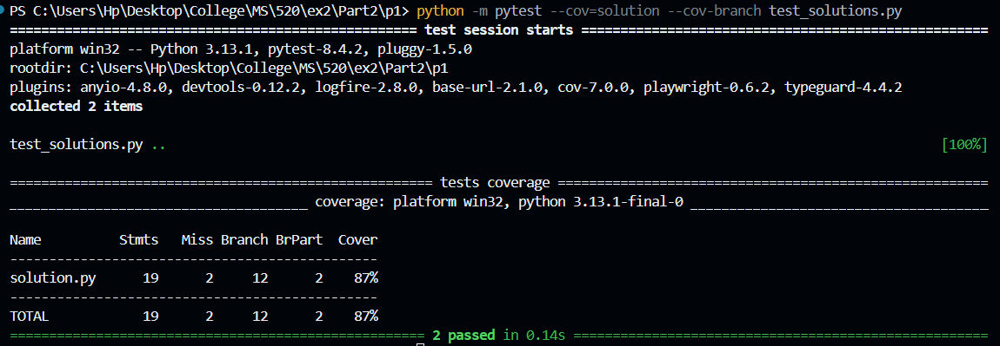 PS C:\Users\Hp\Desktop\College\MS\520\ex2\Part2\p1> python -m pytest --cov=solution --cov-branch test_solutions.py
==================================================== test session starts ====================================================
platform win32 -- Python 3.13.1, pytest-8.4.2, pluggy-1.5.0
rootdir: C:\Users\Hp\Desktop\College\MS\520\ex2\Part2\p1
plugins: anyio-4.8.0, devtools-0.12.2, logfire-2.8.0, base-url-2.1.0, cov-7.0.0, playwright-0.6.2, typeguard-4.4.2
collected 2 items

test_solutions.py .. [100%]

====================================================== tests coverage =======================================================
______________________________________ coverage: platform win32, python 3.13.1-final-0 ______________________________________

Name Stmts Miss Branch BrPart Cover
-----------------------------------------------
solution.py 19 2 12 2 87%
-----------------------------------------------
TOTAL 19 2 12 2 87%
===================================================== 2 passed in 0.14s =====================================================